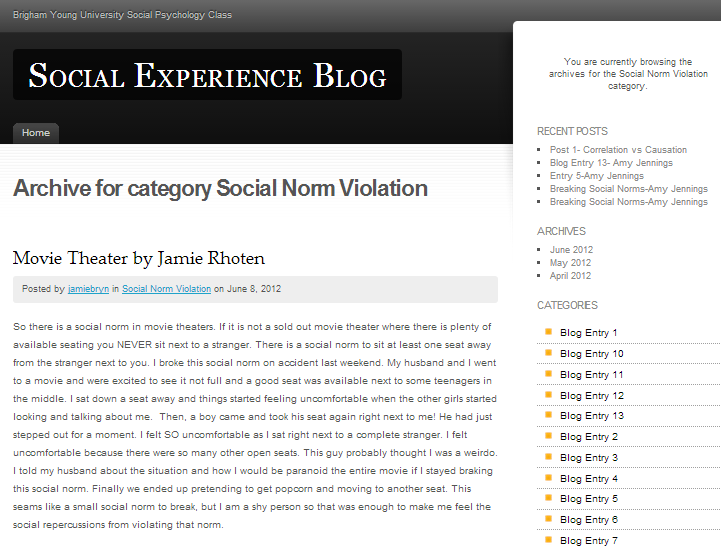 Brigham Young University Social Psychology Class
Social Experience Blog
Home
Archive for category Social Norm Violation
Movie Theater by Jamie Rhoten
Posted by jamiebryn in Social Norm Violation on June 8, 2012
So there is a social norm in movie theaters. If it is not a sold out movie theater where there is plenty of
available seating you NEVER sit next to a stranger. There is a social norm to sit at least one seat away
from the stranger next to you. I broke this social norm on accident last weekend. My husband and I went
to a movie and were excited to see it not full and a good seat was available next to some teenagers in
the middle. I sat down a seat away and things started feeling uncomfortable when the other girls started
looking and talking about me.  Then, a boy came and took his seat again right next to me! He had just
stepped out for a moment. I felt SO uncomfortable as I sat right next to a complete stranger. I felt
uncomfortable because there were so many other open seats. This guy probably thought I was a weirdo.
I told my husband about the situation and how I would be paranoid the entire movie if I stayed braking
this social norm. Finally we ended up pretending to get popcorn and moving to another seat. This
seams like a small social norm to break, but I am a shy person so that was enough to make me feel the
social repercussions from violating that norm.
You are currently browsing the
archives for the Social Norm Violation
category.
RECENT POSTS
Post 1- Correlation vs Causation
Blog Entry 13- Amy Jennings
Entry 5-Amy Jennings
Breaking Social Norms-Amy Jennings
Breaking Social Norms-Amy Jennings
ARCHIVES
June 2012
May 2012
April 2012
CATEGORIES
Blog Entry 1
Blog Entry 10
Blog Entry 11
Blog Entry 12
Blog Entry 13
Blog Entry 2
Blog Entry 3
Blog Entry 4
Blog Entry 5
Blog Entry 6
Blog Entry 7